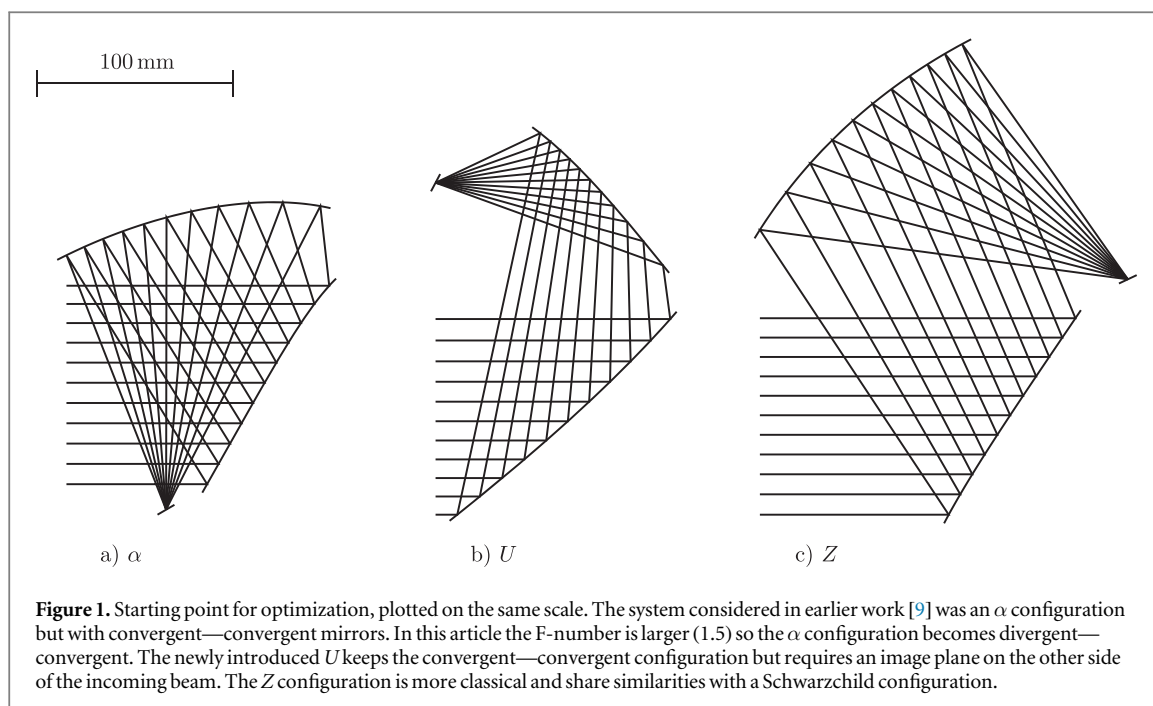 100 mm
a) α
b) U
c) Z
Figure 1. Starting point for optimization, plotted on the same scale. The system considered in earlier work [9] was an α configuration
but with convergent—convergent mirrors. In this article the F-number is larger (1.5) so the α configuration becomes divergent—
convergent. The newly introduced U keeps the convergent—convergent configuration but requires an image plane on the other side
of the incoming beam. The Z configuration is more classical and share similarities with a Schwarzchild configuration.